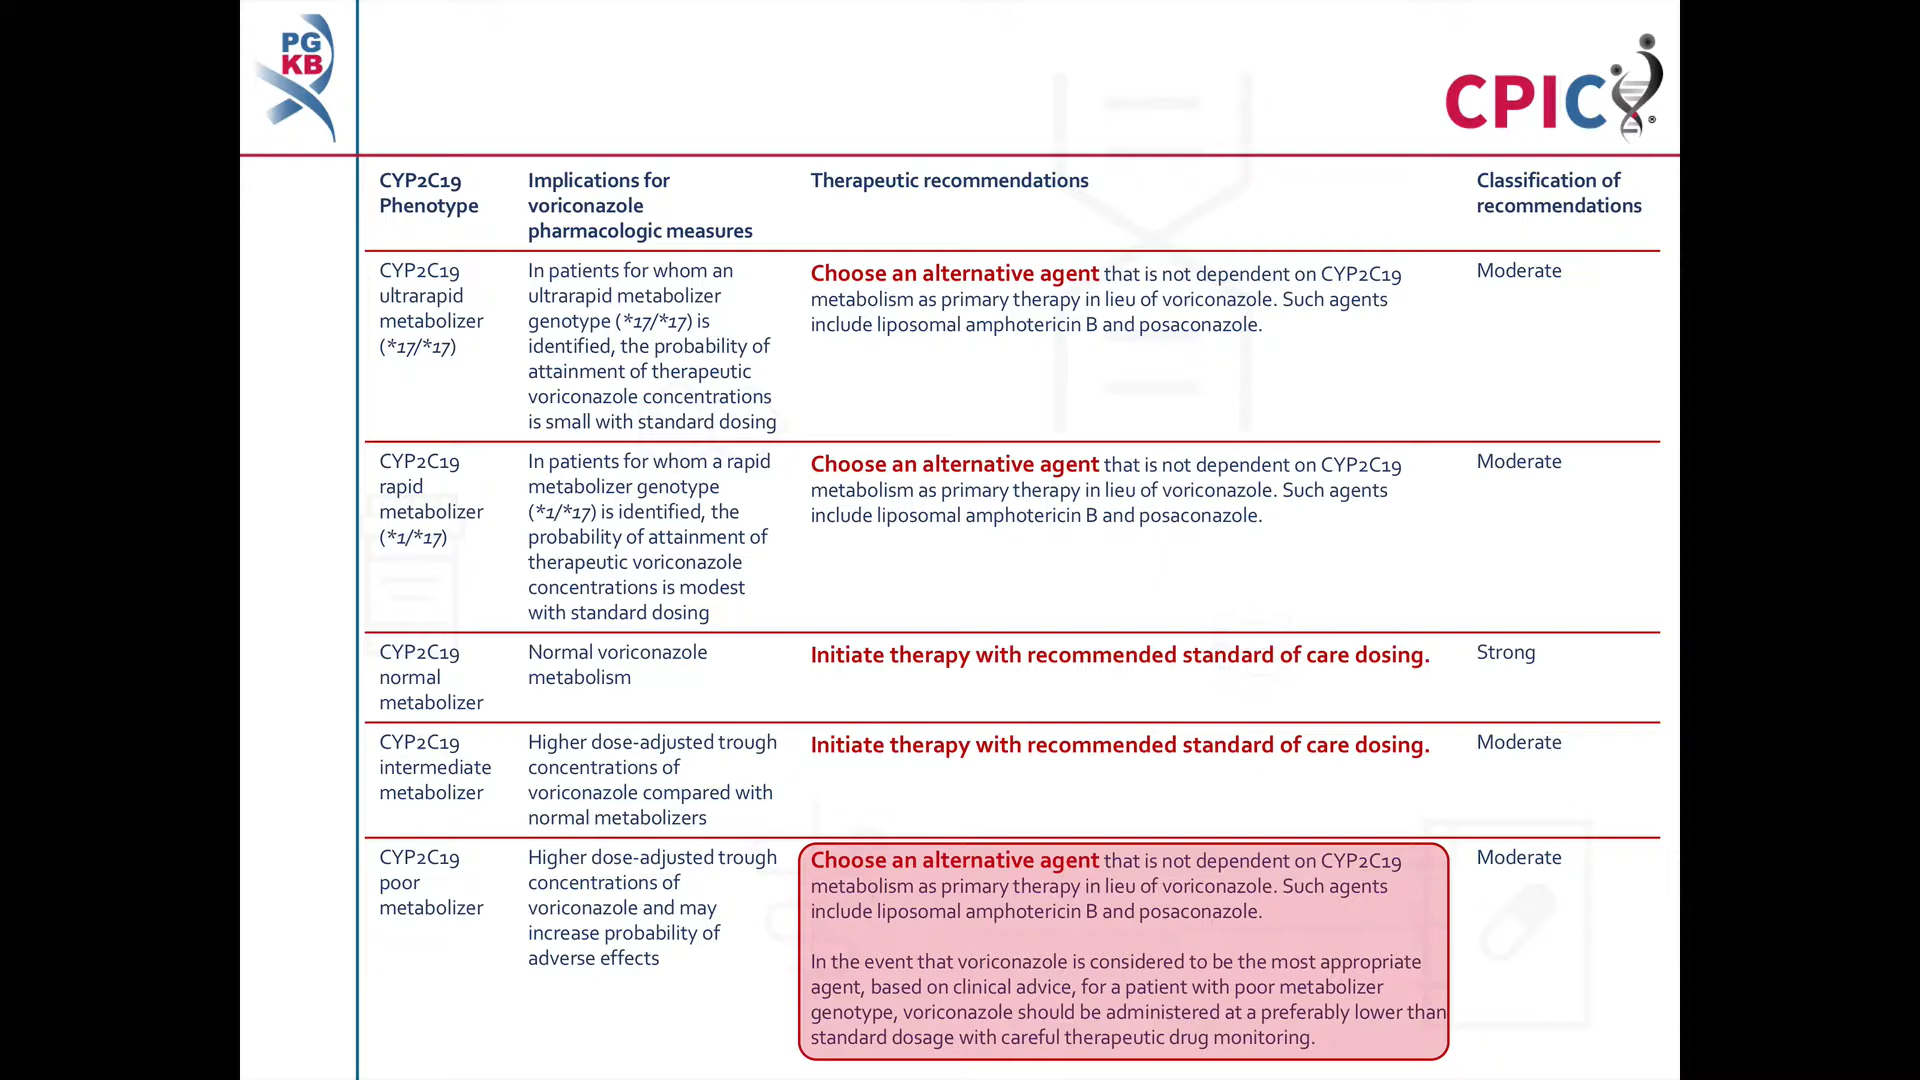 PG
KB
CPIC®
CYP2C19
Phenotype
Implications for
voriconazole
pharmacologic measures
Therapeutic recommendations
Classification of
recommendations
CYP2C19
ultrarapid
metabolizer
(*17/*17)
In patients for whom an
ultrarapid metabolizer
genotype (*17/*17) is
identified, the probability of
attainment of therapeutic
voriconazole concentrations
is small with standard dosing
Choose an alternative agent that is not dependent on CYP2C19
metabolism as primary therapy in lieu of voriconazole. Such agents
include liposomal amphotericin B and posaconazole.
Moderate
CYP2C19
rapid
metabolizer
(*1/*17)
In patients for whom a rapid
metabolizer genotype
(*1/*17) is identified, the
probability of attainment of
therapeutic voriconazole
concentrations is modest
with standard dosing
Choose an alternative agent that is not dependent on CYP2C19
metabolism as primary therapy in lieu of voriconazole. Such agents
include liposomal amphotericin B and posaconazole.
Moderate
CYP2C19
normal
metabolizer
Normal voriconazole
metabolism
Initiate therapy with recommended standard of care dosing.
Strong
CYP2C19
intermediate
metabolizer
Higher dose-adjusted trough
concentrations of
voriconazole compared with
normal metabolizers
Initiate therapy with recommended standard of care dosing.
Moderate
CYP2C19
poor
metabolizer
Higher dose-adjusted trough
concentrations of
voriconazole and may
increase probability of
adverse effects
Choose an alternative agent that is not dependent on CYP2C19
metabolism as primary therapy in lieu of voriconazole. Such agents
include liposomal amphotericin B and posaconazole.
In the event that voriconazole is considered to be the most appropriate
agent, based on clinical advice, for a patient with poor metabolizer
genotype, voriconazole should be administered at a preferably lower than
standard dosage with careful therapeutic drug monitoring.
Moderate